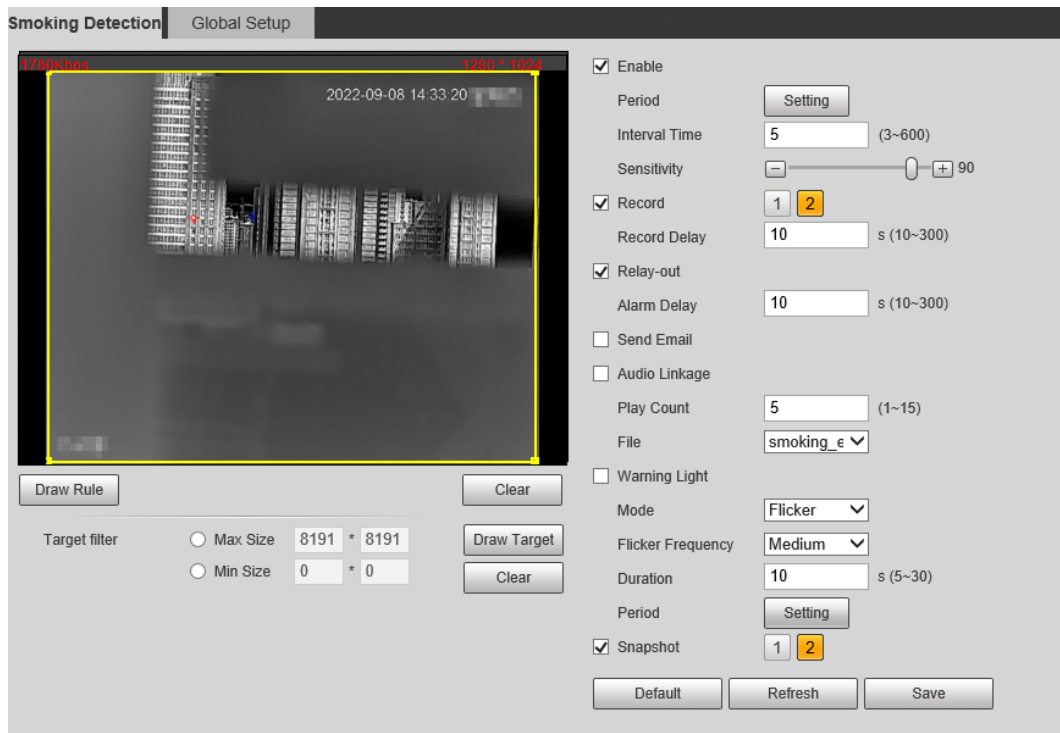 Smoking Detection Global Setup
1760Kbps 1280 * 1024
2022-09-08 14:33:20
Draw Rule Clear
Target filter Max Size 8191 * 8191 Draw Target
Min Size 0 * 0 Clear
Enable
Period Setting
Interval Time 5 (3~600)
Sensitivity - + 90
Record 1 2
Record Delay 10 s (10~300)
Relay-out
Alarm Delay 10 s (10~300)
Send Email
Audio Linkage
Play Count 5 (1~15)
File smoking_e
Warning Light
Mode Flicker
Flicker Frequency Medium
Duration 10 s (5~30)
Period Setting
Snapshot 1 2
Default Refresh Save